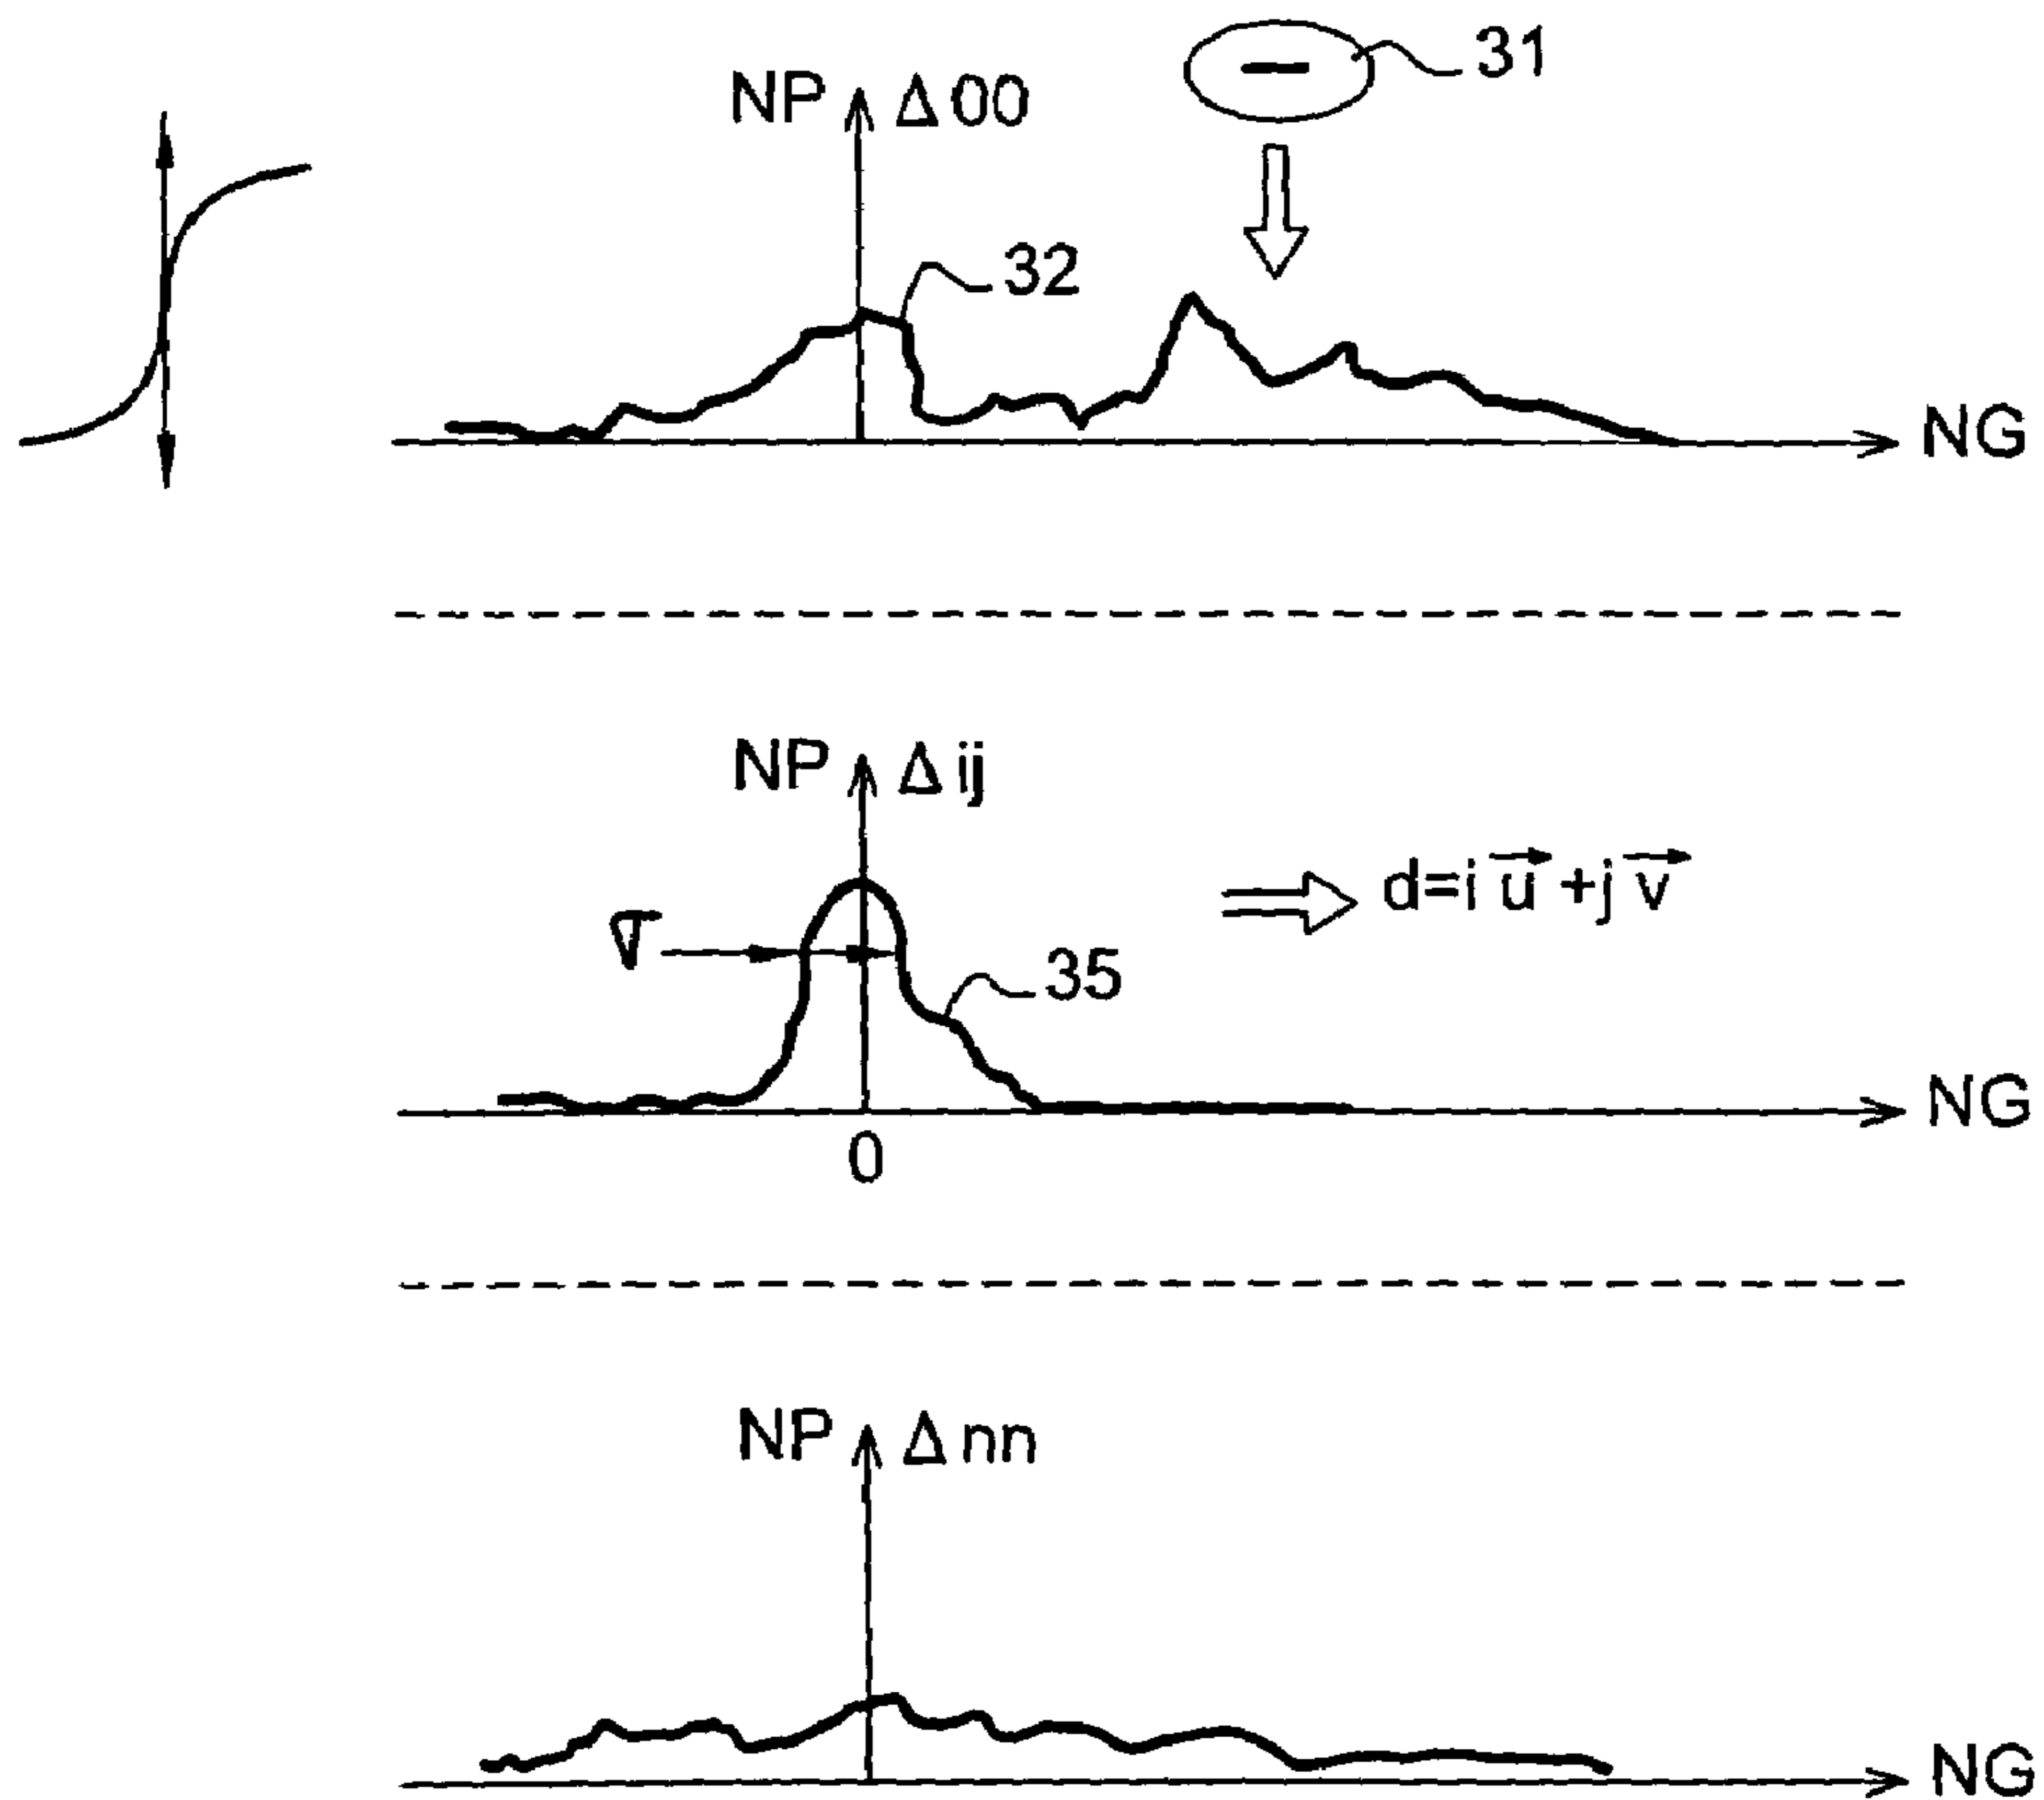 31
NP Δ00
32
NG
NP Δij
d=i u⃗ +j v⃗
σ
35
NG
0
NP Δnn
NG